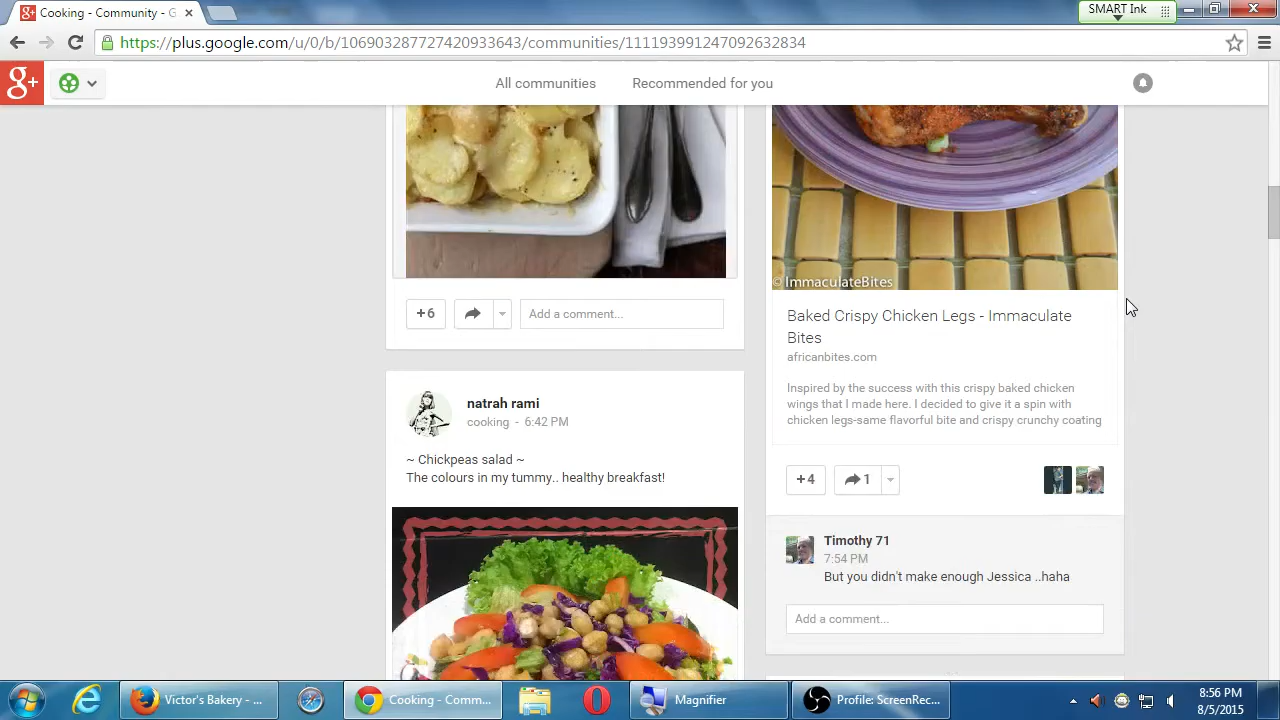 Cooking - Community - G
SMART Ink
https://plus.google.com/u/0/b/106903287727420933643/communities/111193991247092632834
g+
All communities
Recommended for you
© ImmaculateBites
+6
Add a comment...
Baked Crispy Chicken Legs - Immaculate
Bites
africanbites.com
Inspired by the success with this crispy baked chicken
wings that I made here. I decided to give it a spin with
chicken legs-same flavorful bite and crispy crunchy coating
natrah rami
cooking - 6:42 PM
~ Chickpeas salad ~
The colours in my tummy.. healthy breakfast!
+4
1
Timothy 71
7:54 PM
But you didn't make enough Jessica ..haha
Add a comment...
Victor's Bakery - ...
Cooking - Comm...
Magnifier
Profile: ScreenRec...
8:56 PM
8/5/2015